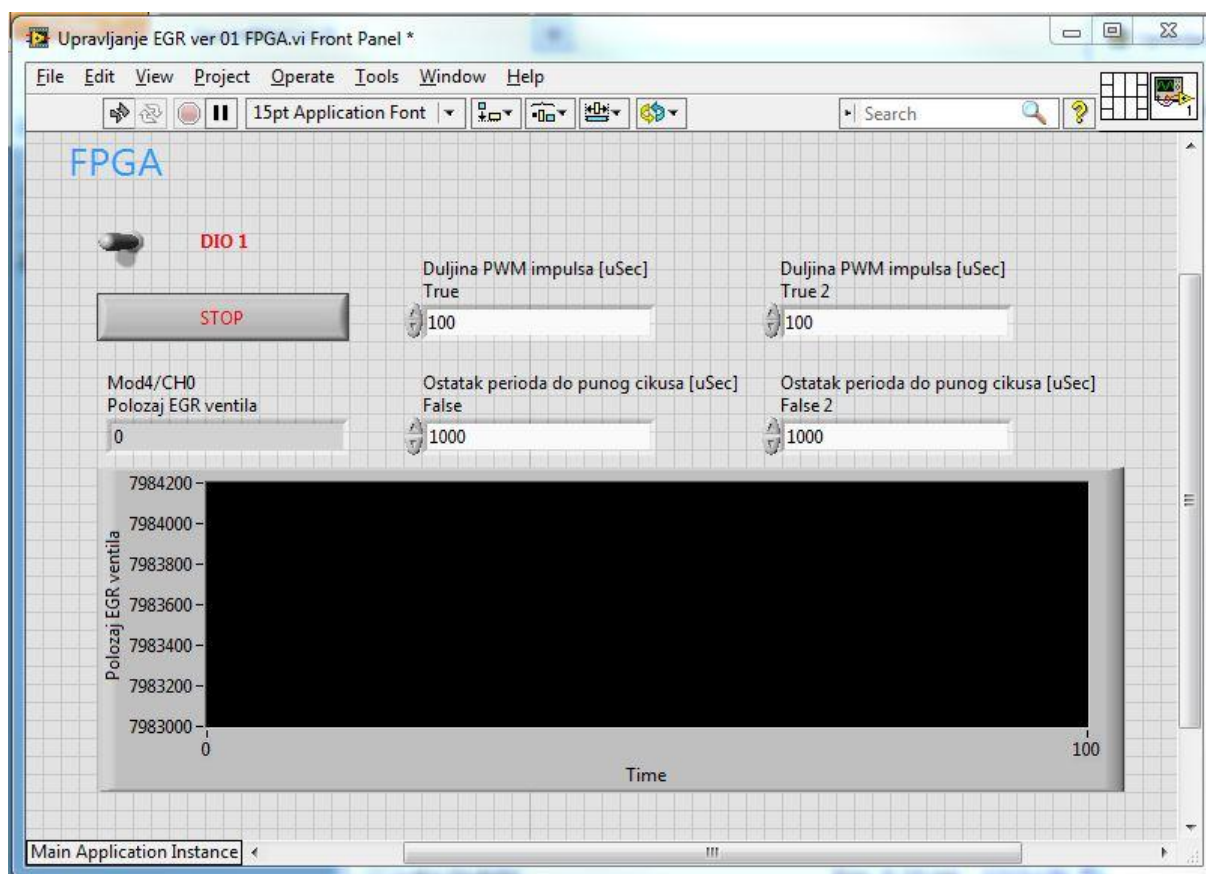 Upravljanje EGR ver 01 FPGA.vi Front Panel *
File Edit View Project Operate Tools Window Help
15pt Application Font
Search
1
FPGA
DIO 1
STOP
Duljina PWM impulsa [uSec]
True
100
Duljina PWM impulsa [uSec]
True 2
100
Mod4/CH0
Polozaj EGR ventila
0
Ostatak perioda do punog cikusa [uSec]
False
1000
Ostatak perioda do punog cikusa [uSec]
False 2
1000
Polozaj EGR ventila
7984200
7984000
7983800
7983600
7983400
7983200
7983000
0
100
Time
Main Application Instance